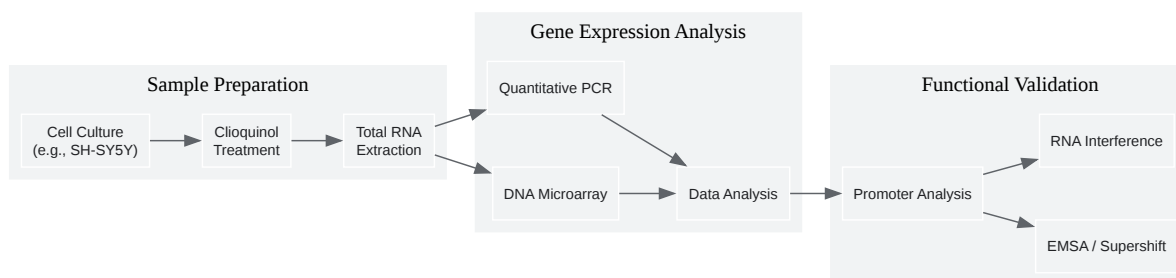 Sample Preparation
Cell Culture
(e.g., SH-SY5Y)
Clioquinol
Treatment
Total RNA
Extraction
Gene Expression Analysis
Quantitative PCR
DNA Microarray
Data Analysis
Functional Validation
Promoter Analysis
RNA Interference
EMSA / Supershift